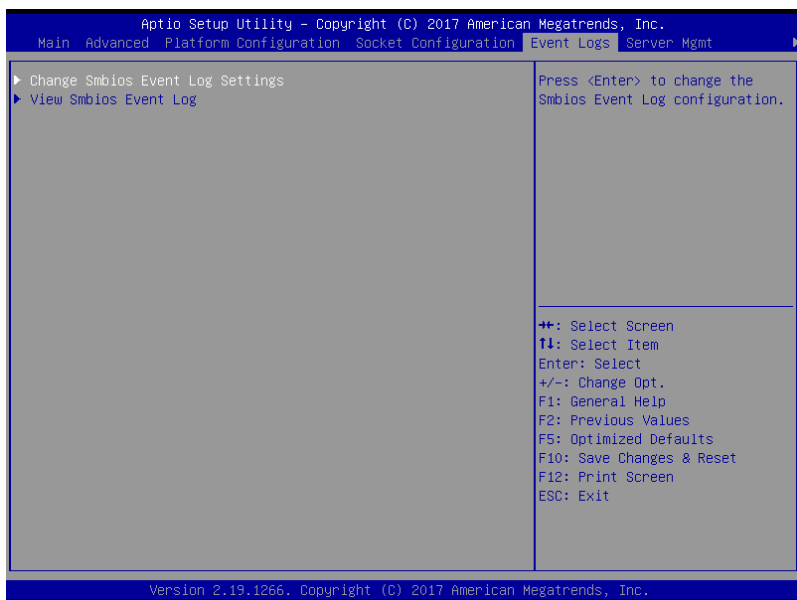 Aptio Setup Utility – Copyright (C) 2017 American Megatrends, Inc.
Main Advanced Platform Configuration Socket Configuration Event Logs Server Mgmt
Change Smbios Event Log Settings
View Smbios Event Log
Press <Enter> to change the
Smbios Event Log configuration.
→←: Select Screen
↑↓: Select Item
Enter: Select
+/-: Change Opt.
F1: General Help
F2: Previous Values
F5: Optimized Defaults
F10: Save Changes & Reset
F12: Print Screen
ESC: Exit
Version 2.19.1266. Copyright (C) 2017 American Megatrends, Inc.